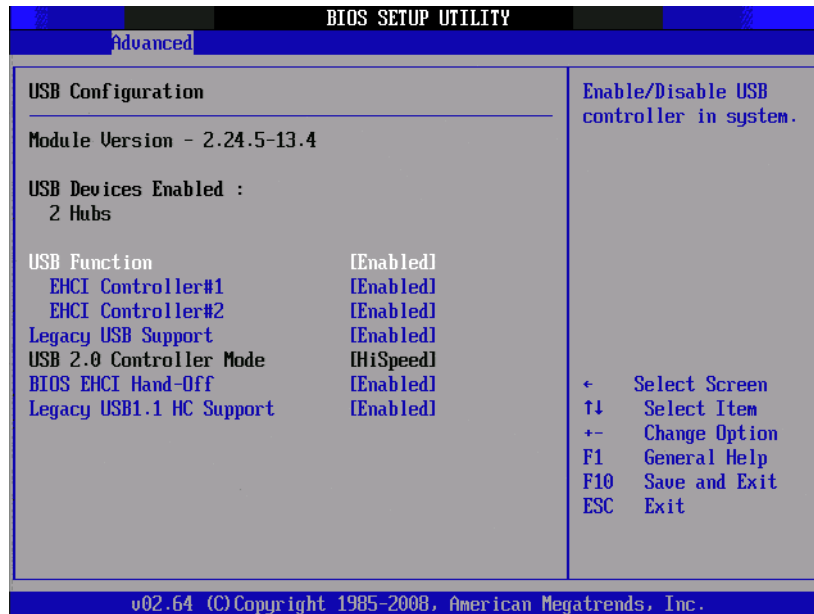 BIOS SETUP UTILITY
Advanced
USB Configuration
Module Version - 2.24.5-13.4
USB Devices Enabled :
2 Hubs
USB Function [Enabled]
EHCI Controller#1 [Enabled]
EHCI Controller#2 [Enabled]
Legacy USB Support [Enabled]
USB 2.0 Controller Mode [HiSpeed]
BIOS EHCI Hand-Off [Enabled]
Legacy USB1.1 HC Support [Enabled]
Enable/Disable USB
controller in system.
← Select Screen
↑↓ Select Item
+- Change Option
F1 General Help
F10 Save and Exit
ESC Exit
v02.64 (C)Copyright 1985-2008, American Megatrends, Inc.